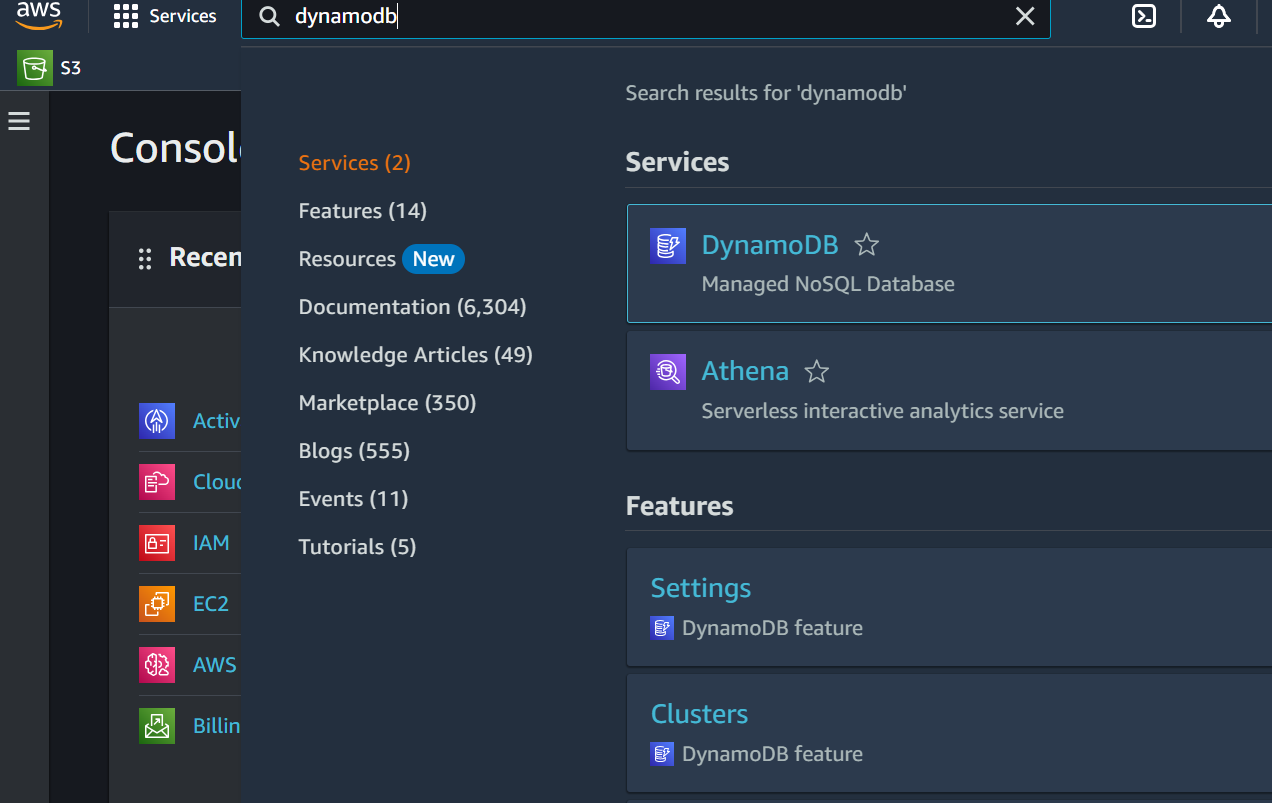 aws
Services
dynamodb
S3
Search results for 'dynamodb'
Services (2)
Features (14)
Resources New
Documentation (6,304)
Knowledge Articles (49)
Marketplace (350)
Blogs (555)
Events (11)
Tutorials (5)
Services
DynamoDB
Managed NoSQL Database
Athena
Serverless interactive analytics service
Features
Settings
DynamoDB feature
Clusters
DynamoDB feature
Consol
Recen
Activ
Clou
IAM
EC2
AWS
Billin